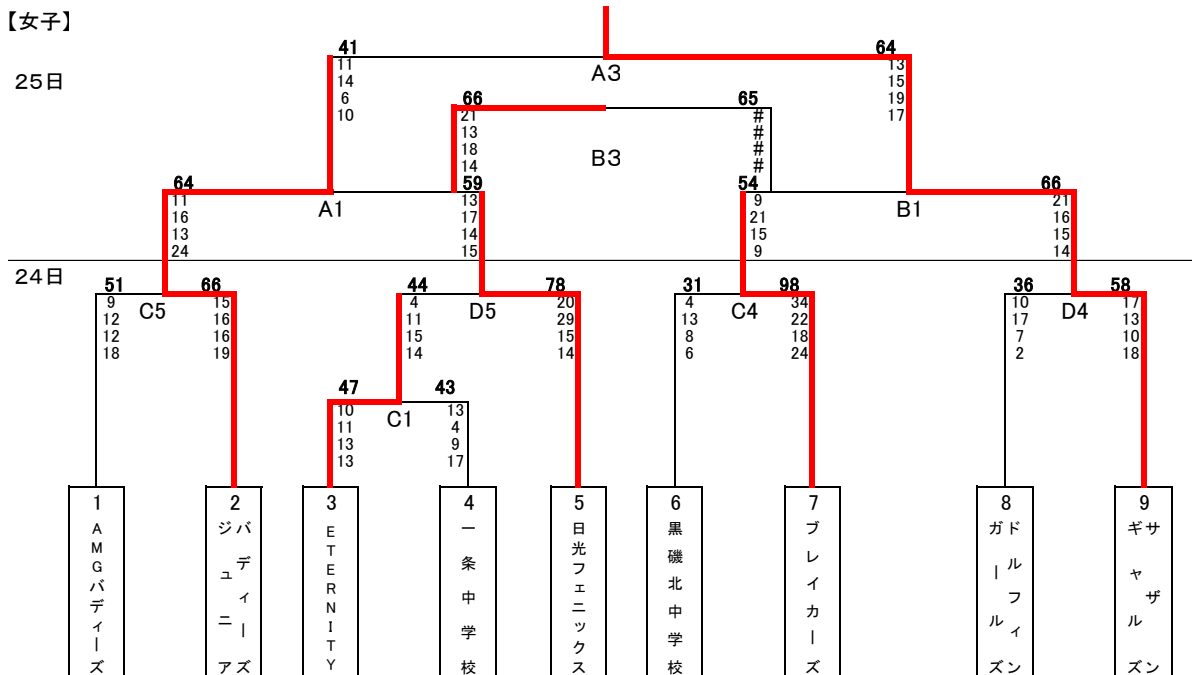 【女子】
41 64
A3
25日
11 13
14 15
6 19
10 17
66 65
21 #
13 #
18 #
14 #
B3
64 59 54 66
A1 B1
11 13 9 21
16 17 21 16
13 14 15 15
24 15 9 14
24日
51 66 44 78 31 98 36 58
C5 D5 C4 D4
9 15 4 20 4 34 10 17
12 16 11 29 13 22 17 13
12 16 15 15 8 18 7 10
18 19 14 14 6 24 2 18
47 43
C1
10 13
11 4
13 9
13 17
1 2 3 4 5 6 7 8 9
AMGバディーズ
バディーズ
ジュニア
ETERNITY
一条中学校
日光フェニックス
黒磯北中学校
ブレイカーズ
ドルフィン
ガールズ
サザン
ギャルズ